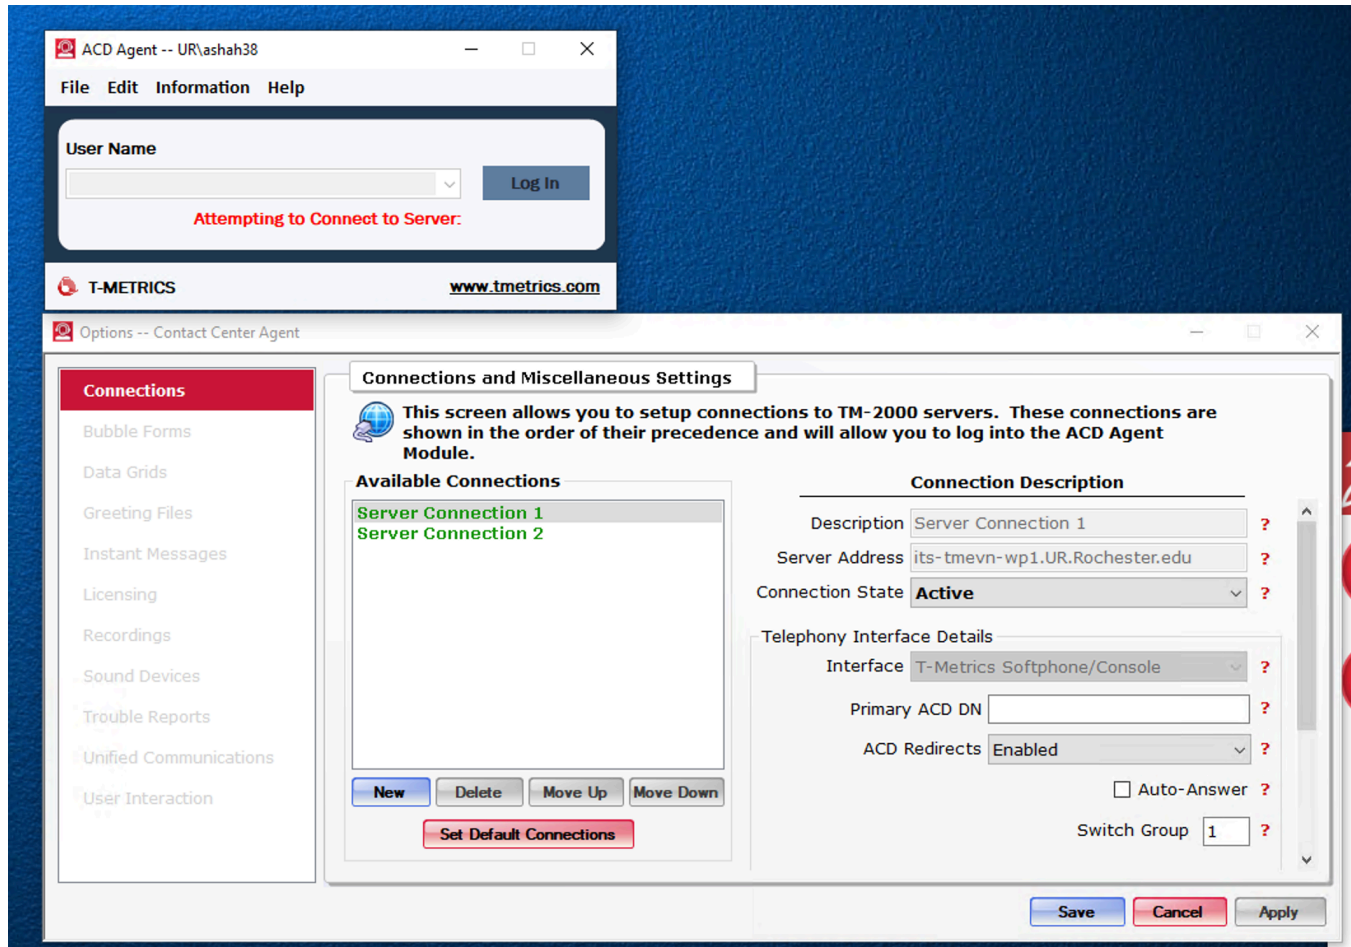 ACD Agent -- UR\ashah38
File Edit Information Help
User Name
Log In
Attempting to Connect to Server:
T-METRICS
www.tmetrics.com
Options -- Contact Center Agent
Connections
Bubble Forms
Data Grids
Greeting Files
Instant Messages
Licensing
Recordings
Sound Devices
Trouble Reports
Unified Communications
User Interaction
Connections and Miscellaneous Settings
This screen allows you to setup connections to TM-2000 servers. These connections are
shown in the order of their precedence and will allow you to log into the ACD Agent
Module.
Available Connections
Server Connection 1
Server Connection 2
New Delete Move Up Move Down
Set Default Connections
Connection Description
Description Server Connection 1 ?
Server Address its-tmevn-wp1.UR.Rochester.edu ?
Connection State Active ?
Telephony Interface Details
Interface T-Metrics Softphone/Console ?
Primary ACD DN ?
ACD Redirects Enabled ?
Auto-Answer ?
Switch Group 1 ?
Save Cancel Apply